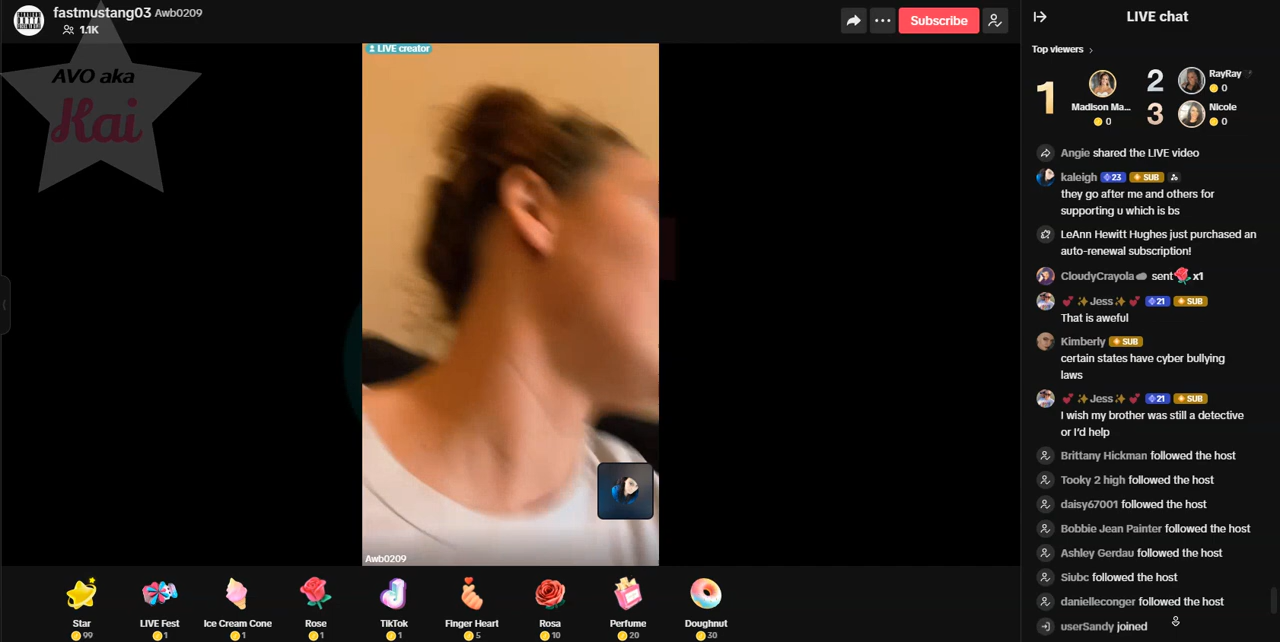 fastmustang03 Awb0209
1.1K
Subscribe
AVO aka
Kai
LIVE creator
Awb0209
Star
99
LIVE Fest
1
Ice Cream Cone
1
Rose
1
TikTok
1
Finger Heart
5
Rosa
10
Perfume
20
Doughnut
30
LIVE chat
Top viewers
1
Madison Ma...
0
2
RayRay
0
3
Nicole
0
Angie shared the LIVE video
kaleigh 23 SUB
they go after me and others for
supporting u which is bs
LeAnn Hewitt Hughes just purchased an
auto-renewal subscription!
CloudyCrayola sent x1
Jess 21 SUB
That is aweful
Kimberly SUB
certain states have cyber bullying
laws
Jess 21 SUB
I wish my brother was still a detective
or I'd help
Brittany Hickman followed the host
Tooky 2 high followed the host
daisy67001 followed the host
Bobbie Jean Painter followed the host
Ashley Gerdau followed the host
Siubc followed the host
danielleconger followed the host
userSandy joined